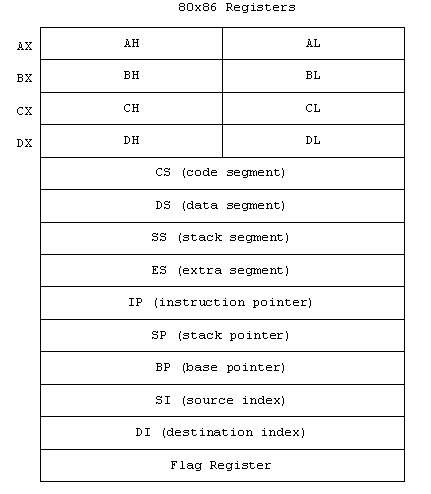 80x86 Registers
AX AH AL
BX BH BL
CX CH CL
DX DH DL
CS (code segment)
DS (data segment)
SS (stack segment)
ES (extra segment)
IP (instruction pointer)
SP (stack pointer)
BP (base pointer)
SI (source index)
DI (destination index)
Flag Register